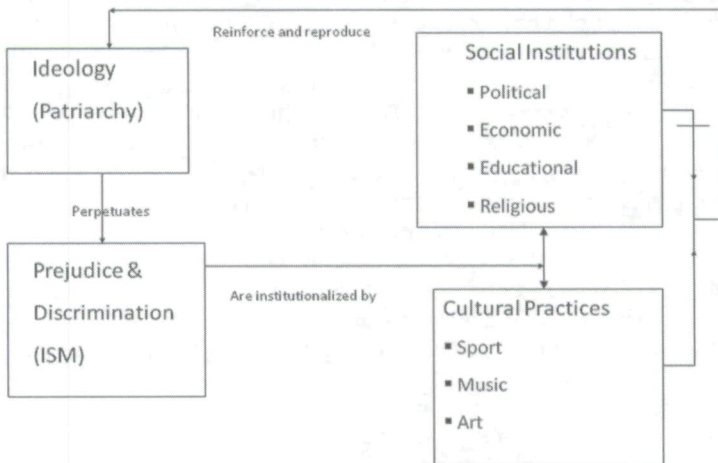 Reinforce and reproduce
Ideology
(Patriarchy)
Perpetuates
Prejudice &
Discrimination
(ISM)
Are institutionalized by
Social Institutions
▪ Political
▪ Economic
▪ Educational
▪ Religious
Cultural Practices
▪ Sport
▪ Music
▪ Art